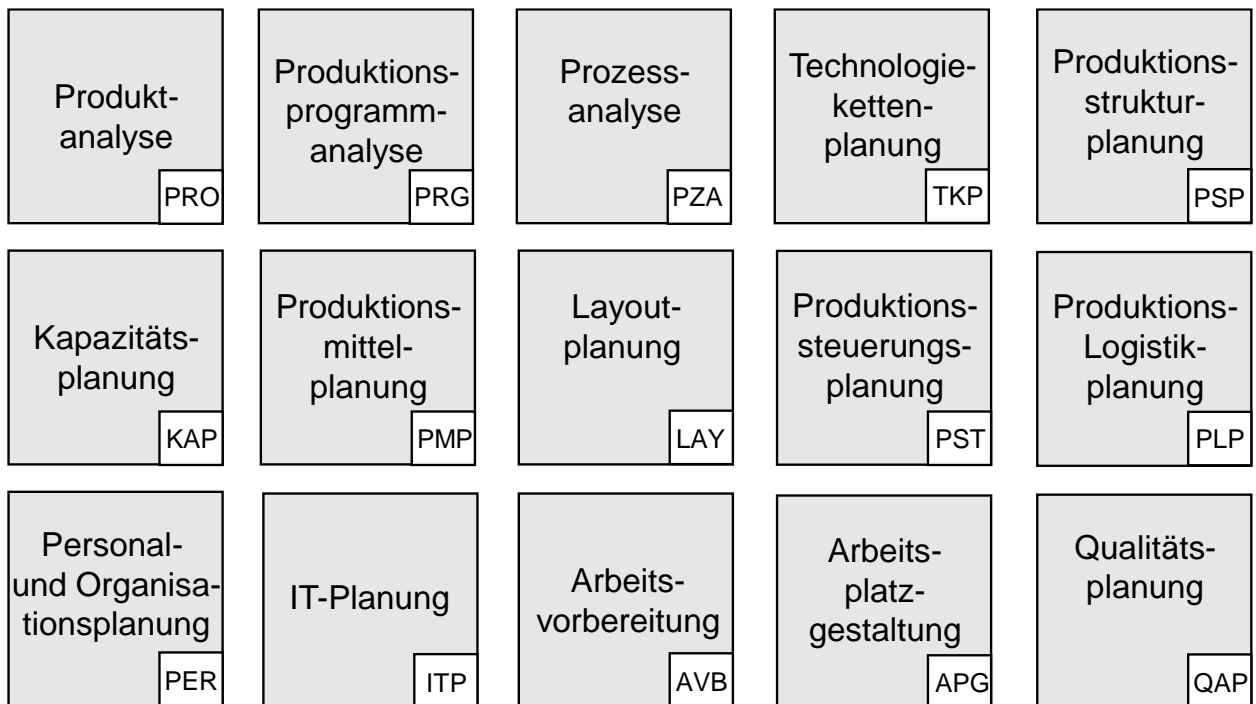 Produkt-
analyse
PRO
Produktions-
programm-
analyse
PRG
Prozess-
analyse
PZA
Technologie-
ketten-
planung
TKP
Produktions-
struktur-
planung
PSP
Kapazitäts-
planung
KAP
Produktions-
mittel-
planung
PMP
Layout-
planung
LAY
Produktions-
steuerungs-
planung
PST
Produktions-
Logistik-
planung
PLP
Personal-
und Organisa-
tionsplanung
PER
IT-Planung
ITP
Arbeits-
vorbereitung
AVB
Arbeits-
platz-
gestaltung
APG
Qualitäts-
planung
QAP